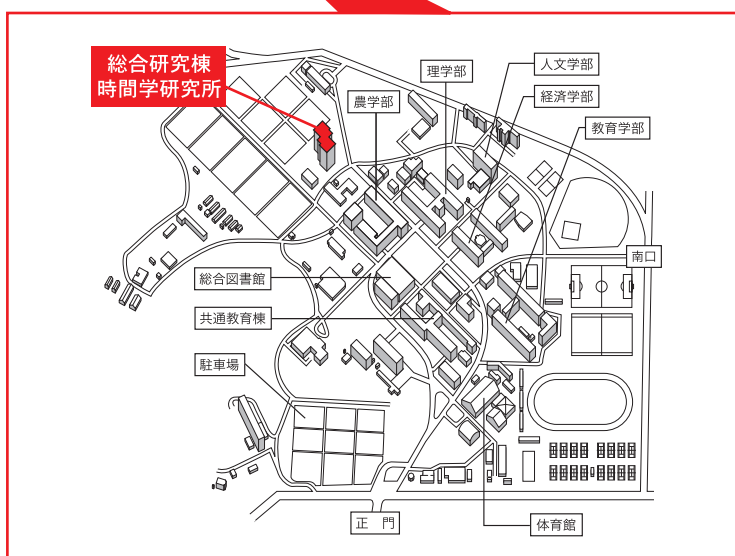 総合研究棟
時間学研究所
理学部
人文学部
農学部
経済学部
教育学部
南口
総合図書館
共通教育棟
駐車場
正 門
体育館